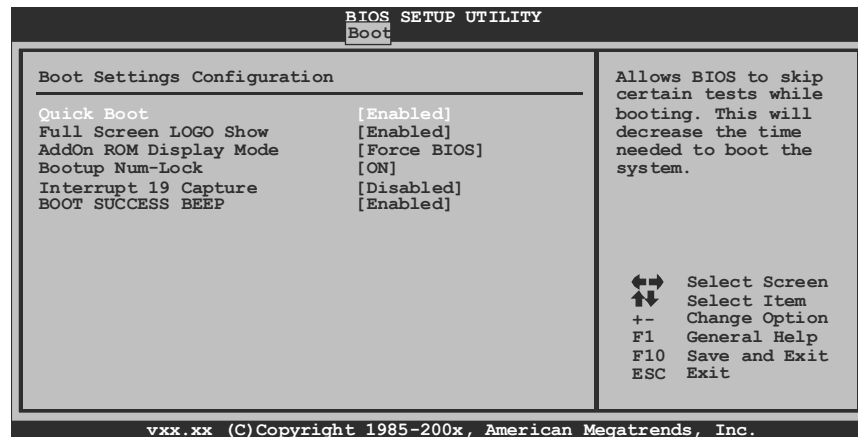 BIOS SETUP UTILITY
Boot
Boot Settings Configuration
Quick Boot [Enabled]
Full Screen LOGO Show [Enabled]
AddOn ROM Display Mode [Force BIOS]
Bootup Num-Lock [ON]
Interrupt 19 Capture [Disabled]
BOOT SUCCESS BEEP [Enabled]
Allows BIOS to skip
certain tests while
booting. This will
decrease the time
needed to boot the
system.
Select Screen
Select Item
+- Change Option
F1 General Help
F10 Save and Exit
ESC Exit
vxx.xx (C)Copyright 1985-200x, American Megatrends, Inc.